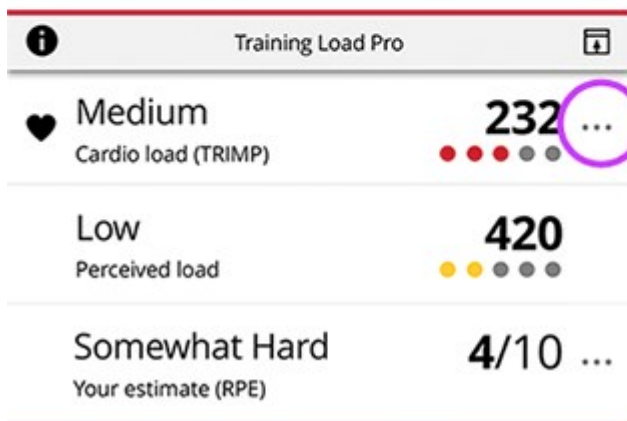 Training Load Pro
Medium 232 ...
Cardio load (TRIMP)
Low 420
Perceived load
Somewhat Hard 4/10 ...
Your estimate (RPE)